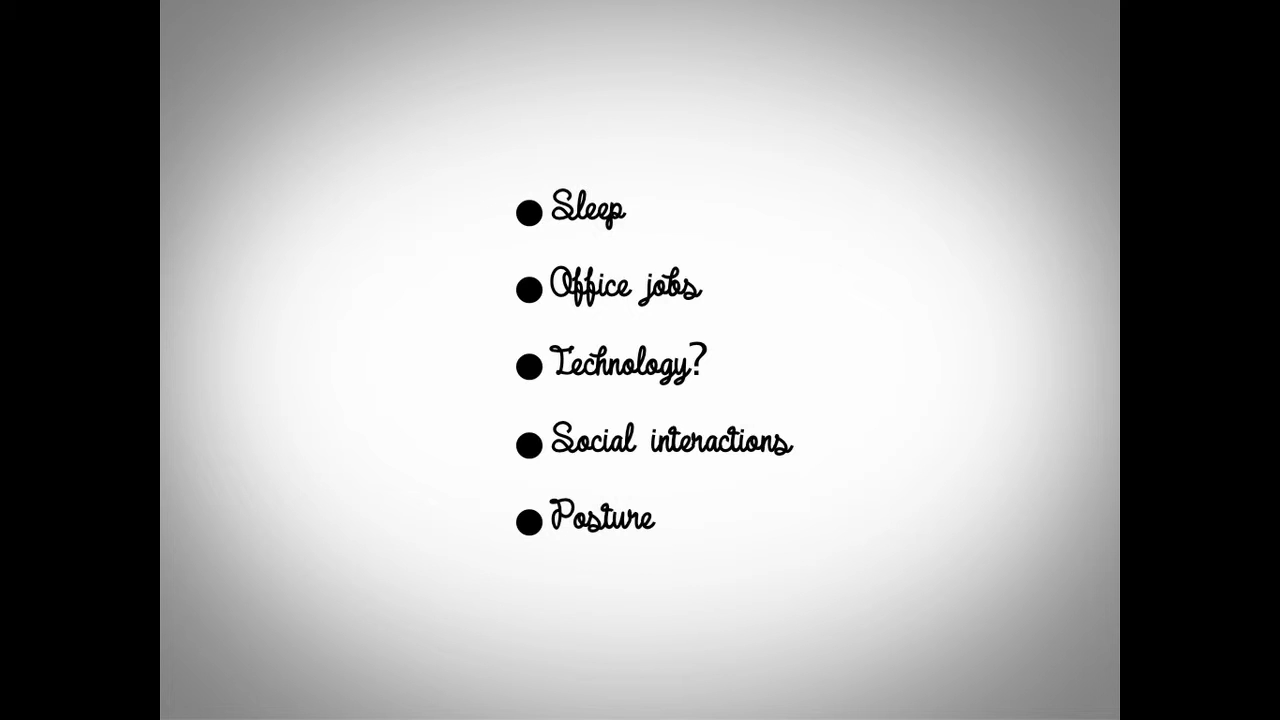 ● Sleep
● Office jobs
● Technology?
● Social interactions
● Posture